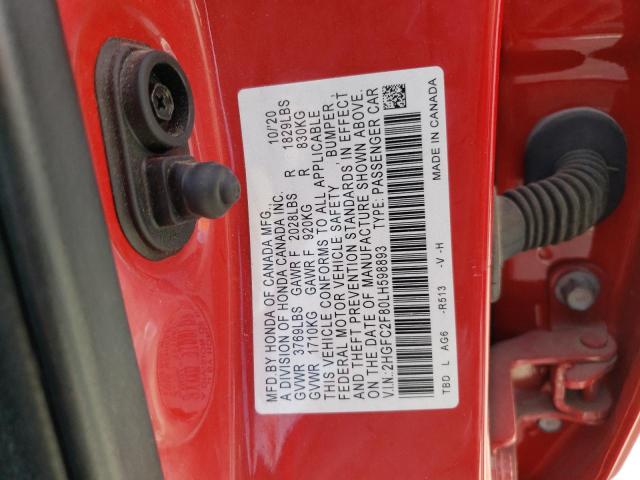 MFD.BY HONDA OF CANADA MFG., 10/20
A DIVISION OF HONDA CANADA INC.
GVWR 3769LBS GAWR F 2028LBS R 1829LBS
GVWR 1710KG GAWR F 920KG R 830KG
THIS VEHICLE CONFORMS TO ALL APPLICABLE
FEDERAL MOTOR VEHICLE SAFETY , BUMPER ,
AND THEFT PREVENTION STANDARDS IN EFFECT
ON THE DATE OF MANUFACTURE SHOWN ABOVE.
V.I.N: 2HGFC2F80LH598693 TYPE: PASSENGER CAR
TBD L AG6 -R513 -V -H MADE IN CANADA